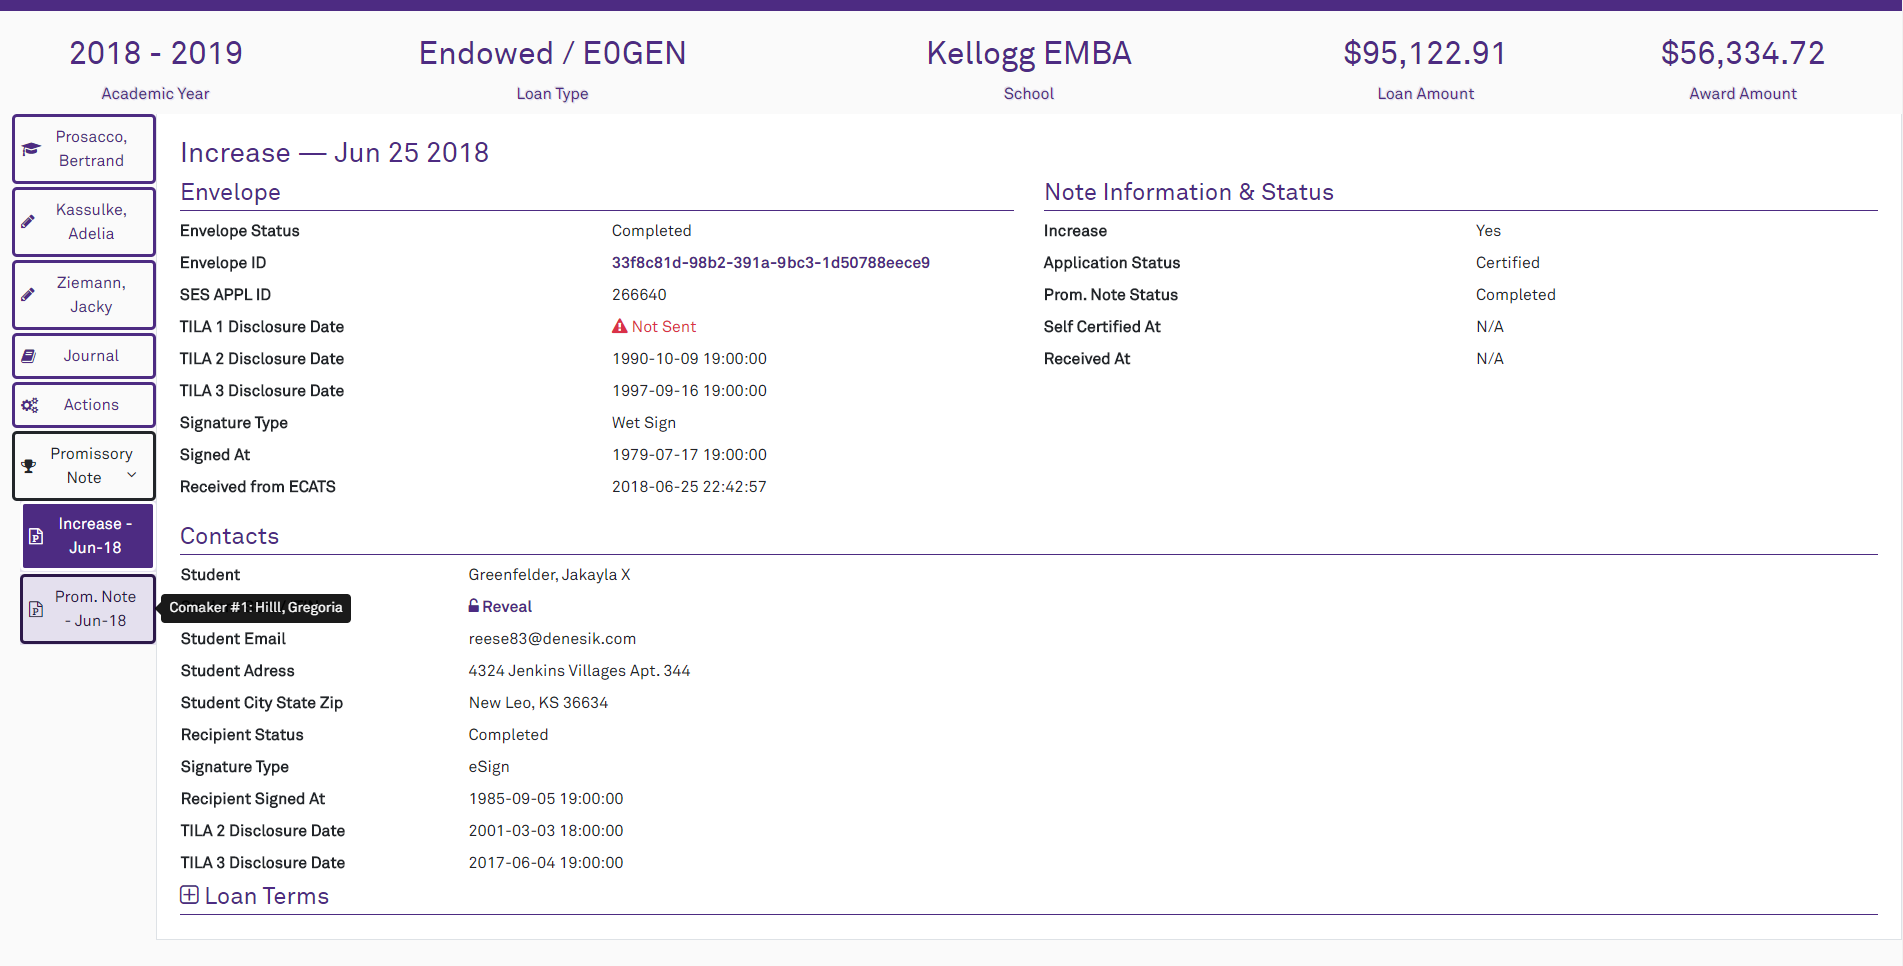 2018 - 2019
Academic Year
Endowed / E0GEN
Loan Type
Kellogg EMBA
School
$95,122.91
Loan Amount
$56,334.72
Award Amount
Prosacco,
Bertrand
Kassulke,
Adelia
Ziemann,
Jacky
Journal
Actions
Promissory
Note
Increase -
Jun-18
Prom. Note
- Jun-18
Comaker #1: Hilll, Gregoria
Increase — Jun 25 2018
Envelope
Envelope Status Completed
Envelope ID 33f8c81d-98b2-391a-9bc3-1d50788eece9
SES APPL ID 266640
TILA 1 Disclosure Date Not Sent
TILA 2 Disclosure Date 1990-10-09 19:00:00
TILA 3 Disclosure Date 1997-09-16 19:00:00
Signature Type Wet Sign
Signed At 1979-07-17 19:00:00
Received from ECATS 2018-06-25 22:42:57
Note Information & Status
Increase Yes
Application Status Certified
Prom. Note Status Completed
Self Certified At N/A
Received At N/A
Contacts
Student Greenfelder, Jakayla X
Reveal
Student Email reese83@denesik.com
Student Adress 4324 Jenkins Villages Apt. 344
Student City State Zip New Leo, KS 36634
Recipient Status Completed
Signature Type eSign
Recipient Signed At 1985-09-05 19:00:00
TILA 2 Disclosure Date 2001-03-03 18:00:00
TILA 3 Disclosure Date 2017-06-04 19:00:00
Loan Terms